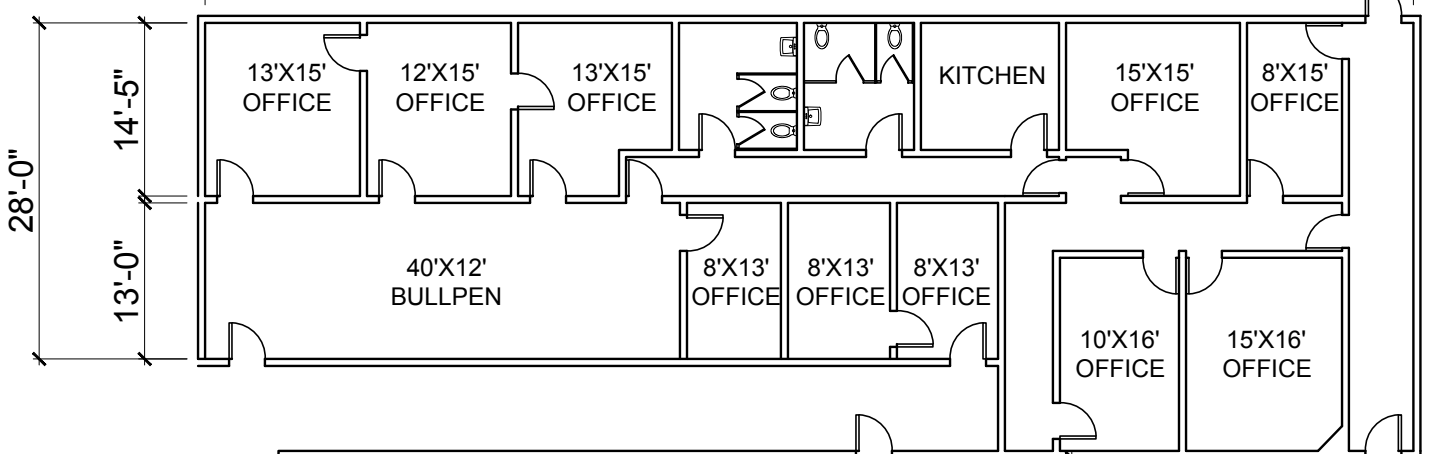 13'X15'
OFFICE
12'X15'
OFFICE
13'X15'
OFFICE
KITCHEN
15'X15'
OFFICE
8'X15'
OFFICE
14'-5"
28'-0"
13'-0"
40'X12'
BULLPEN
8'X13'
OFFICE
8'X13'
OFFICE
8'X13'
OFFICE
10'X16'
OFFICE
15'X16'
OFFICE